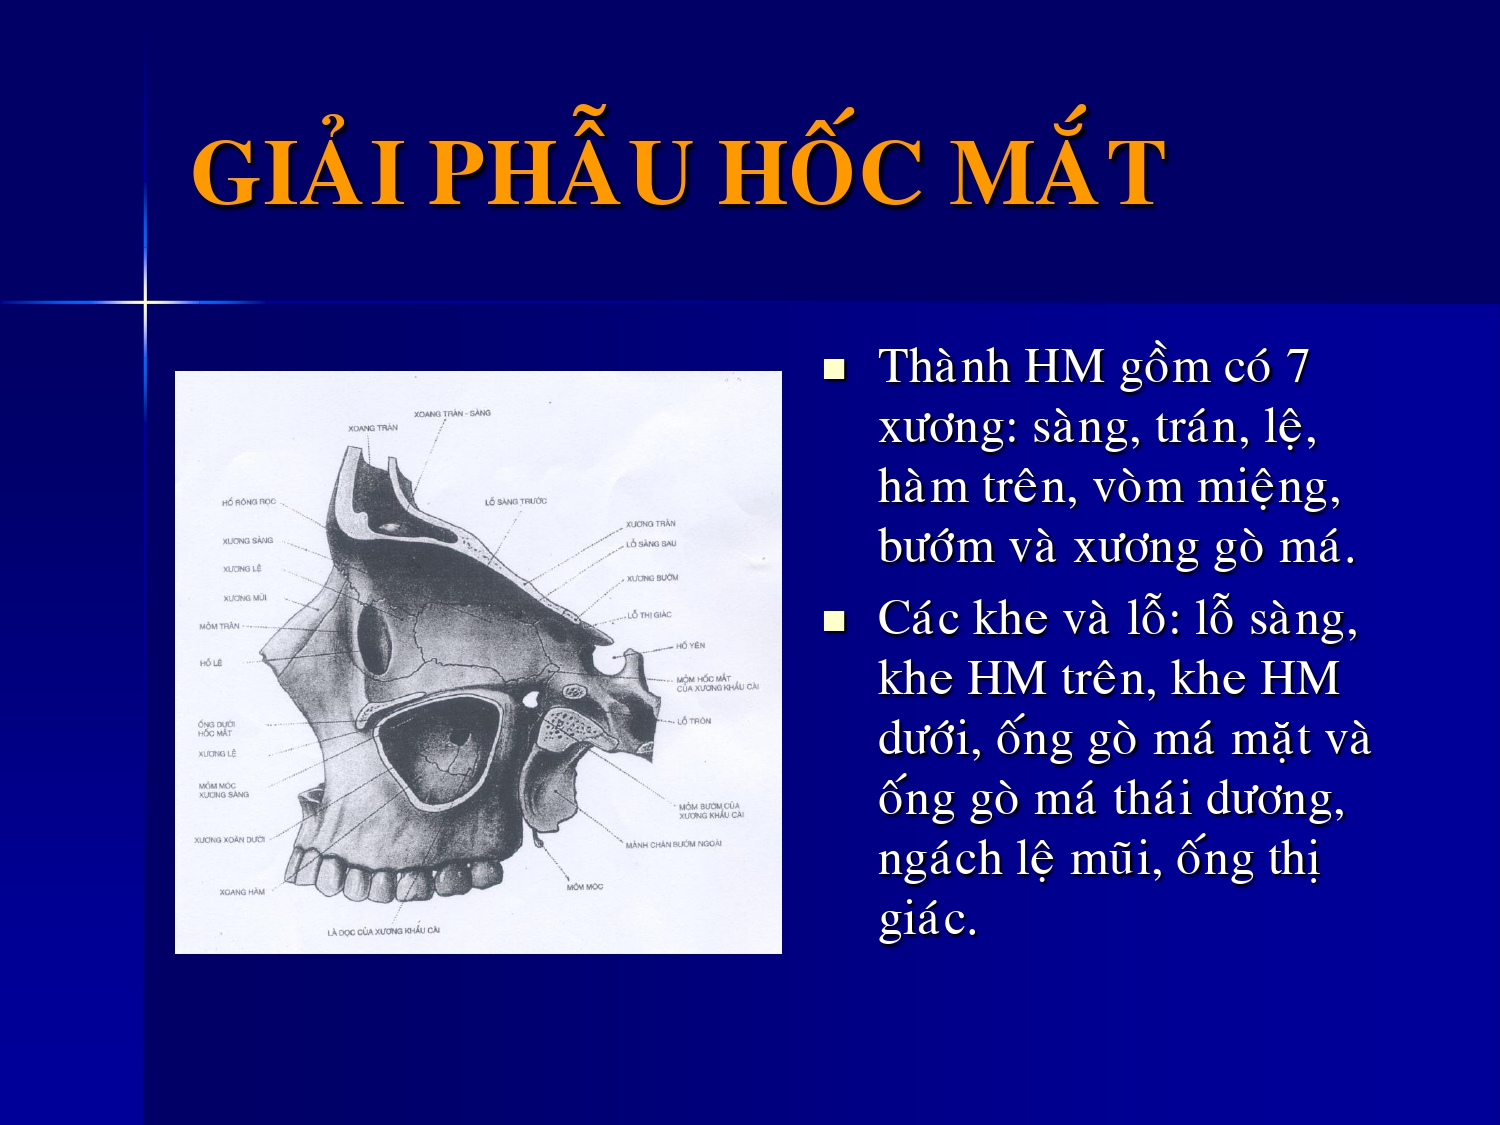 GIẢI PHẪU HỐC MẮT
XOANG TRÁN - SÀNG
XOANG TRÁN
HỐ RÒNG RỌC
LỖ SÀNG TRƯỚC
XƯƠNG TRÁN
XƯƠNG SÀNG
LỖ SÀNG SAU
XƯƠNG LỆ
XƯƠNG BƯỚM
XƯƠNG MŨI
LỖ THỊ GIÁC
MỎM TRÁN
HỐ YÊN
HỐ LỆ
MỎM HỐC MẮT
CỦA XƯƠNG KHẨU CÁI
LỖ TRÒN
ỐNG DƯỚI
HỐC MẮT
XƯƠNG LỆ
MỎM MÓC
XƯƠNG SÀNG
MỎM BƯỚM CỦA
XƯƠNG KHẨU CÁI
XƯƠNG XOĂN DƯỚI
MẢNH CHÂN BƯỚM NGOÀI
XOANG HÀM
MỎM MÓC
LÁ DỌC CỦA XƯƠNG KHẨU CÁI
Thành HM gồm có 7
xương: sàng, trán, lệ,
hàm trên, vòm miệng,
bướm và xương gò má.
Các khe và lỗ: lỗ sàng,
khe HM trên, khe HM
dưới, ống gò má mặt và
ống gò má thái dương,
ngách lệ mũi, ống thị
giác.